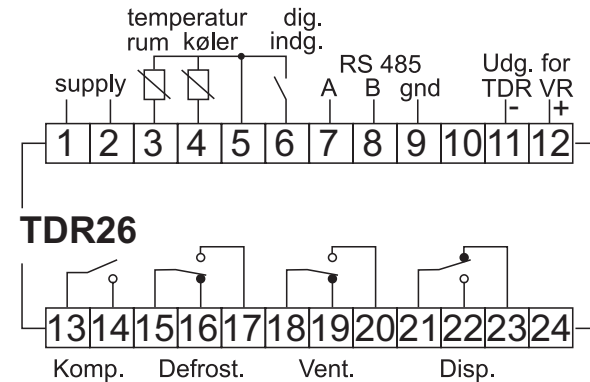 temperatur dig.
rum køler indg.
supply RS 485 Udg. for
A B gnd TDR VR
- +
1 2 3 4 5 6 7 8 9 10 11 12
TDR26
13 14 15 16 17 18 19 20 21 22 23 24
Komp. Defrost. Vent. Disp.